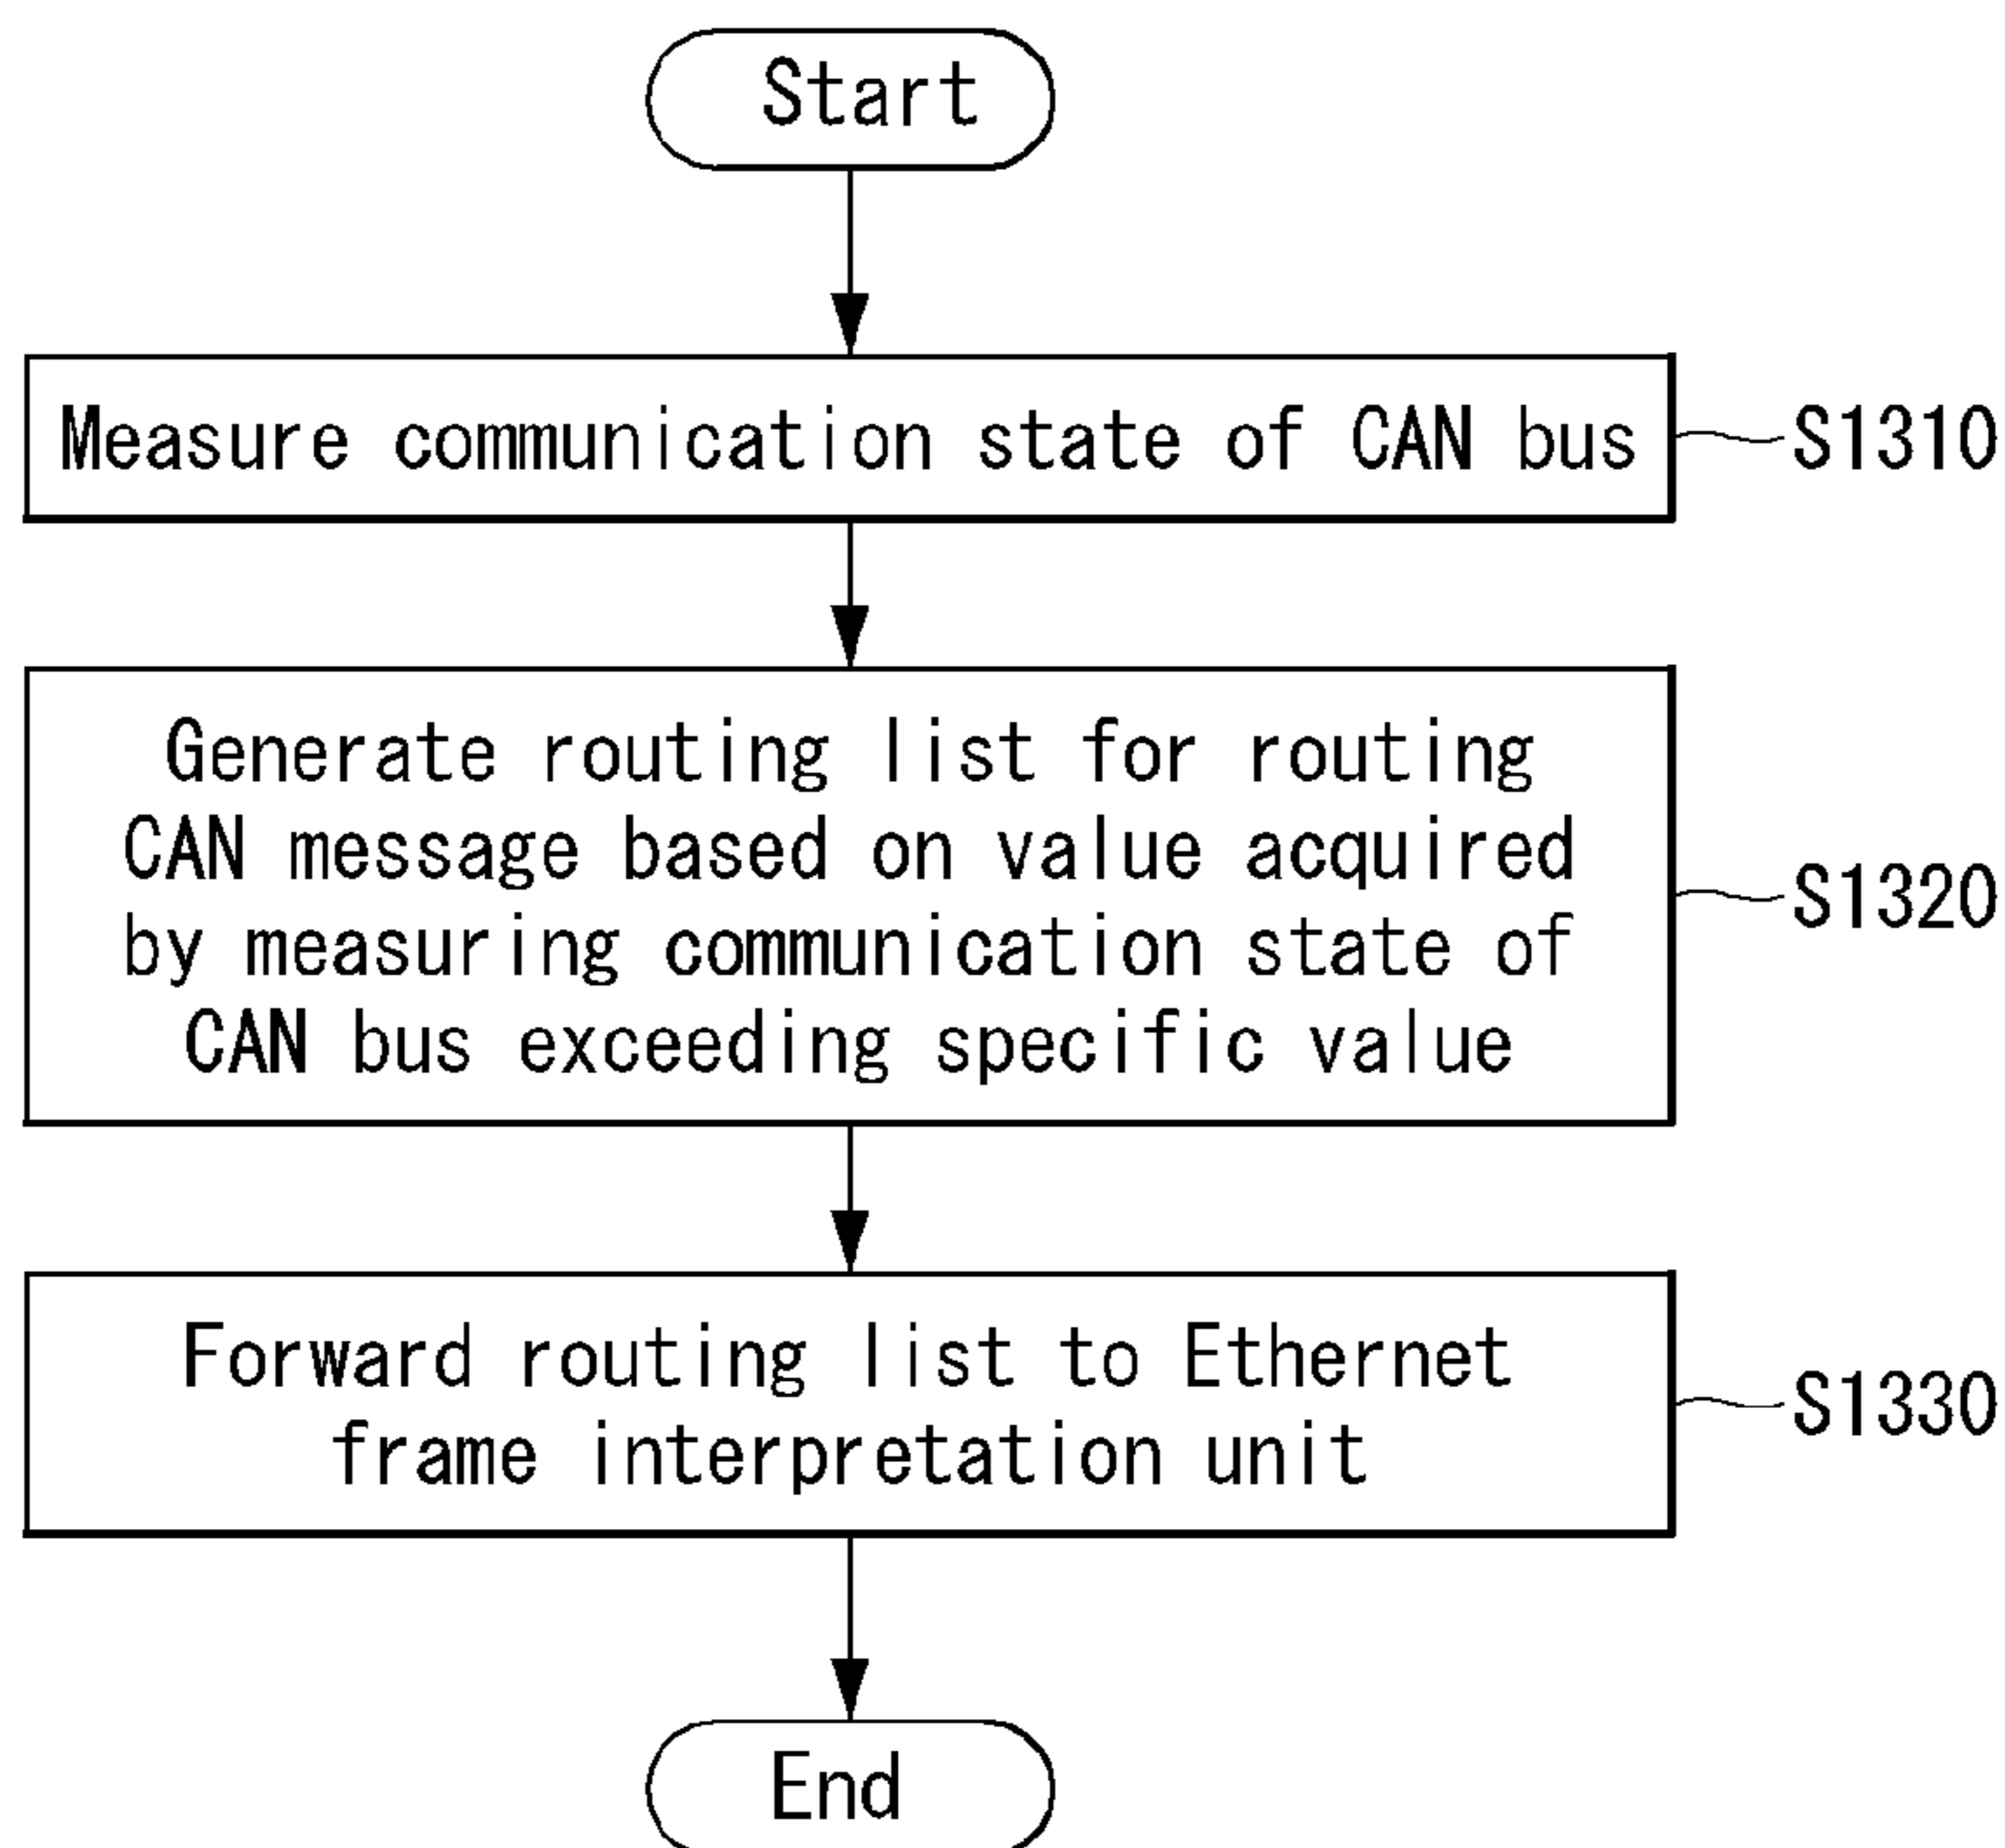 Start
Measure communication state of CAN bus
S1310
Generate routing list for routing
CAN message based on value acquired
by measuring communication state of
CAN bus exceeding specific value
S1320
Forward routing list to Ethernet
frame interpretation unit
S1330
End